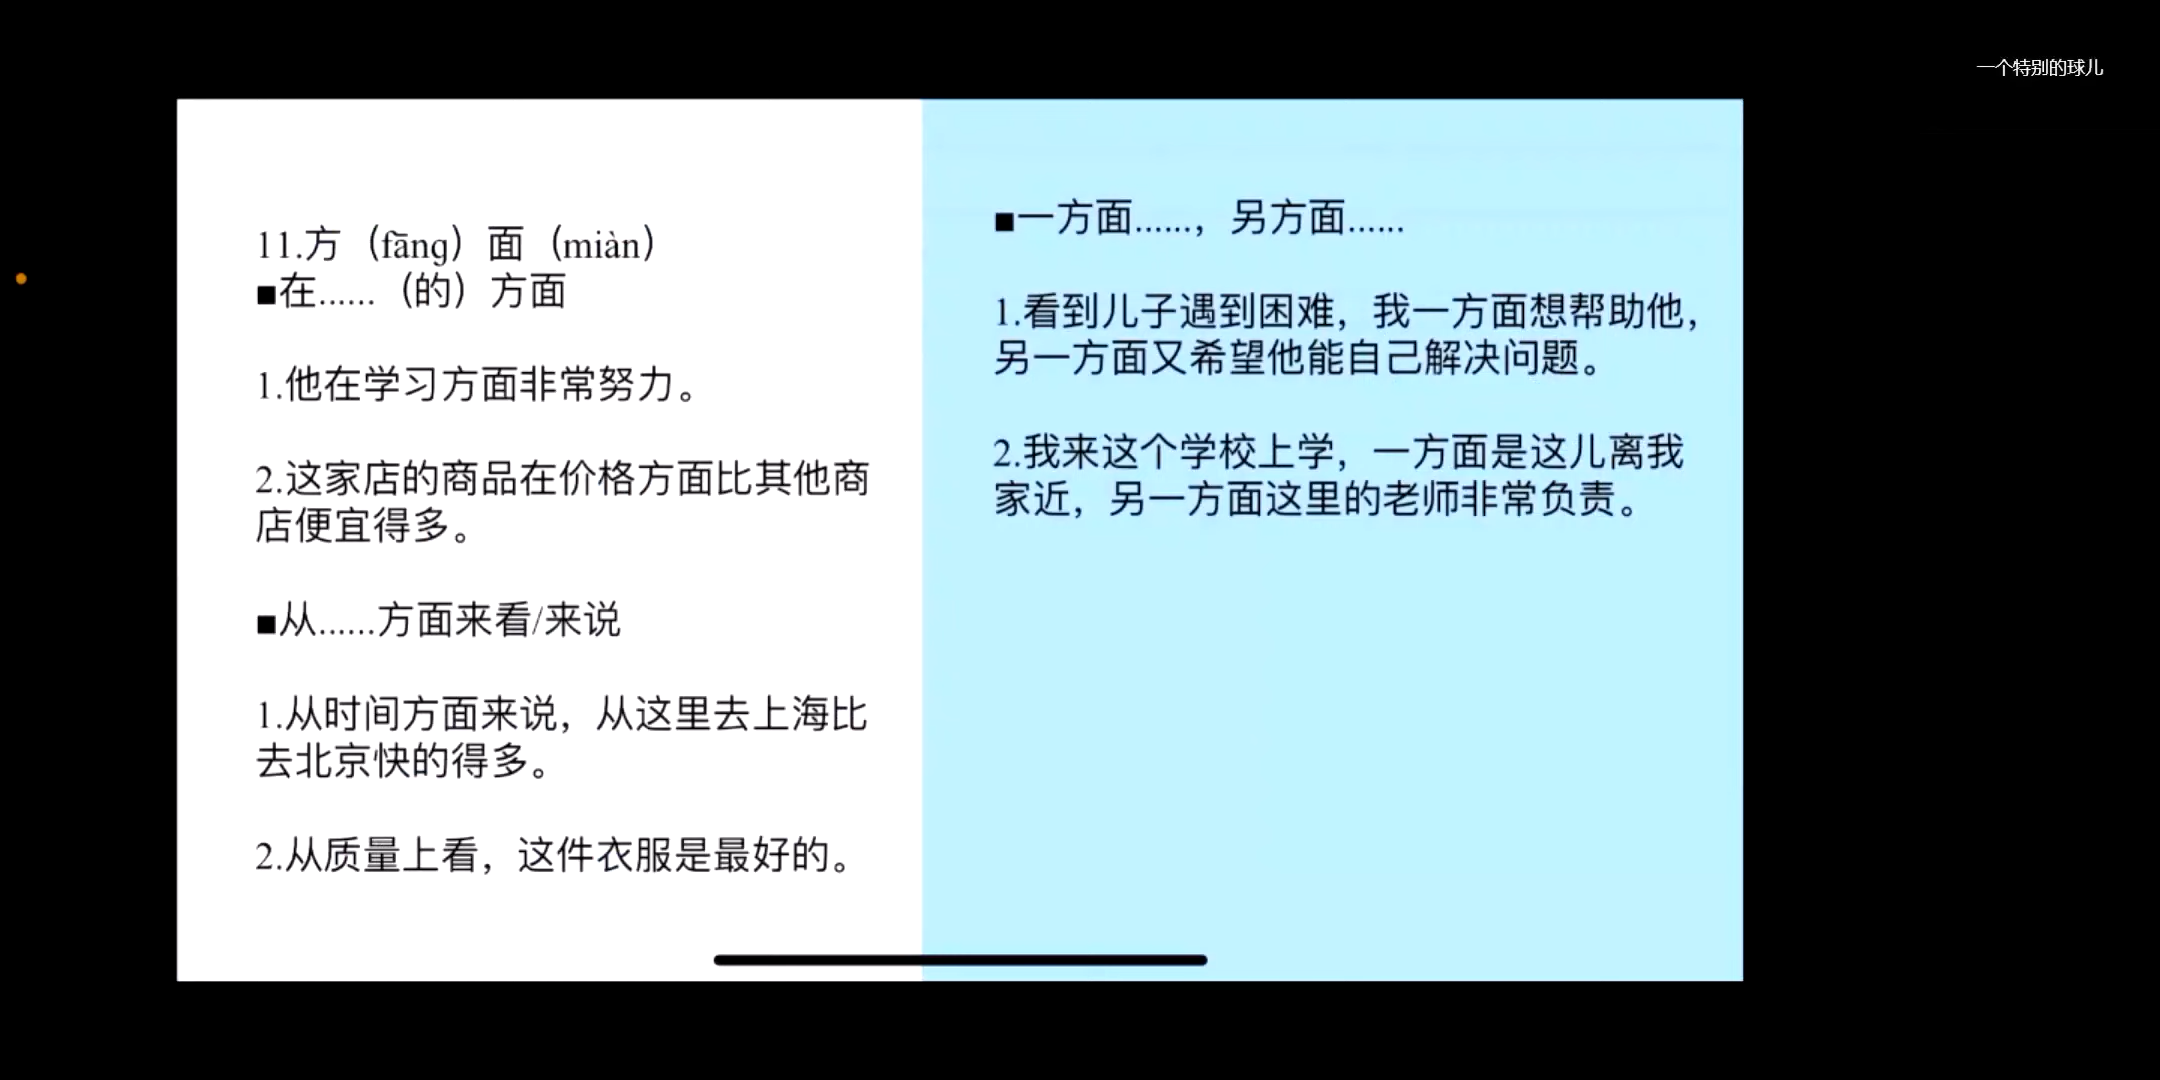 一个特别的球儿
11.方（fāng）面（miàn）
■在......（的）方面
1.他在学习方面非常努力。
2.这家店的商品在价格方面比其他商
店便宜得多。
■从......方面来看/来说
1.从时间方面来说，从这里去上海比
去北京快的得多。
2.从质量上看，这件衣服是最好的。
■一方面......，另方面......
1.看到儿子遇到困难，我一方面想帮助他，
另一方面又希望他能自己解决问题。
2.我来这个学校上学，一方面是这儿离我
家近，另一方面这里的老师非常负责。